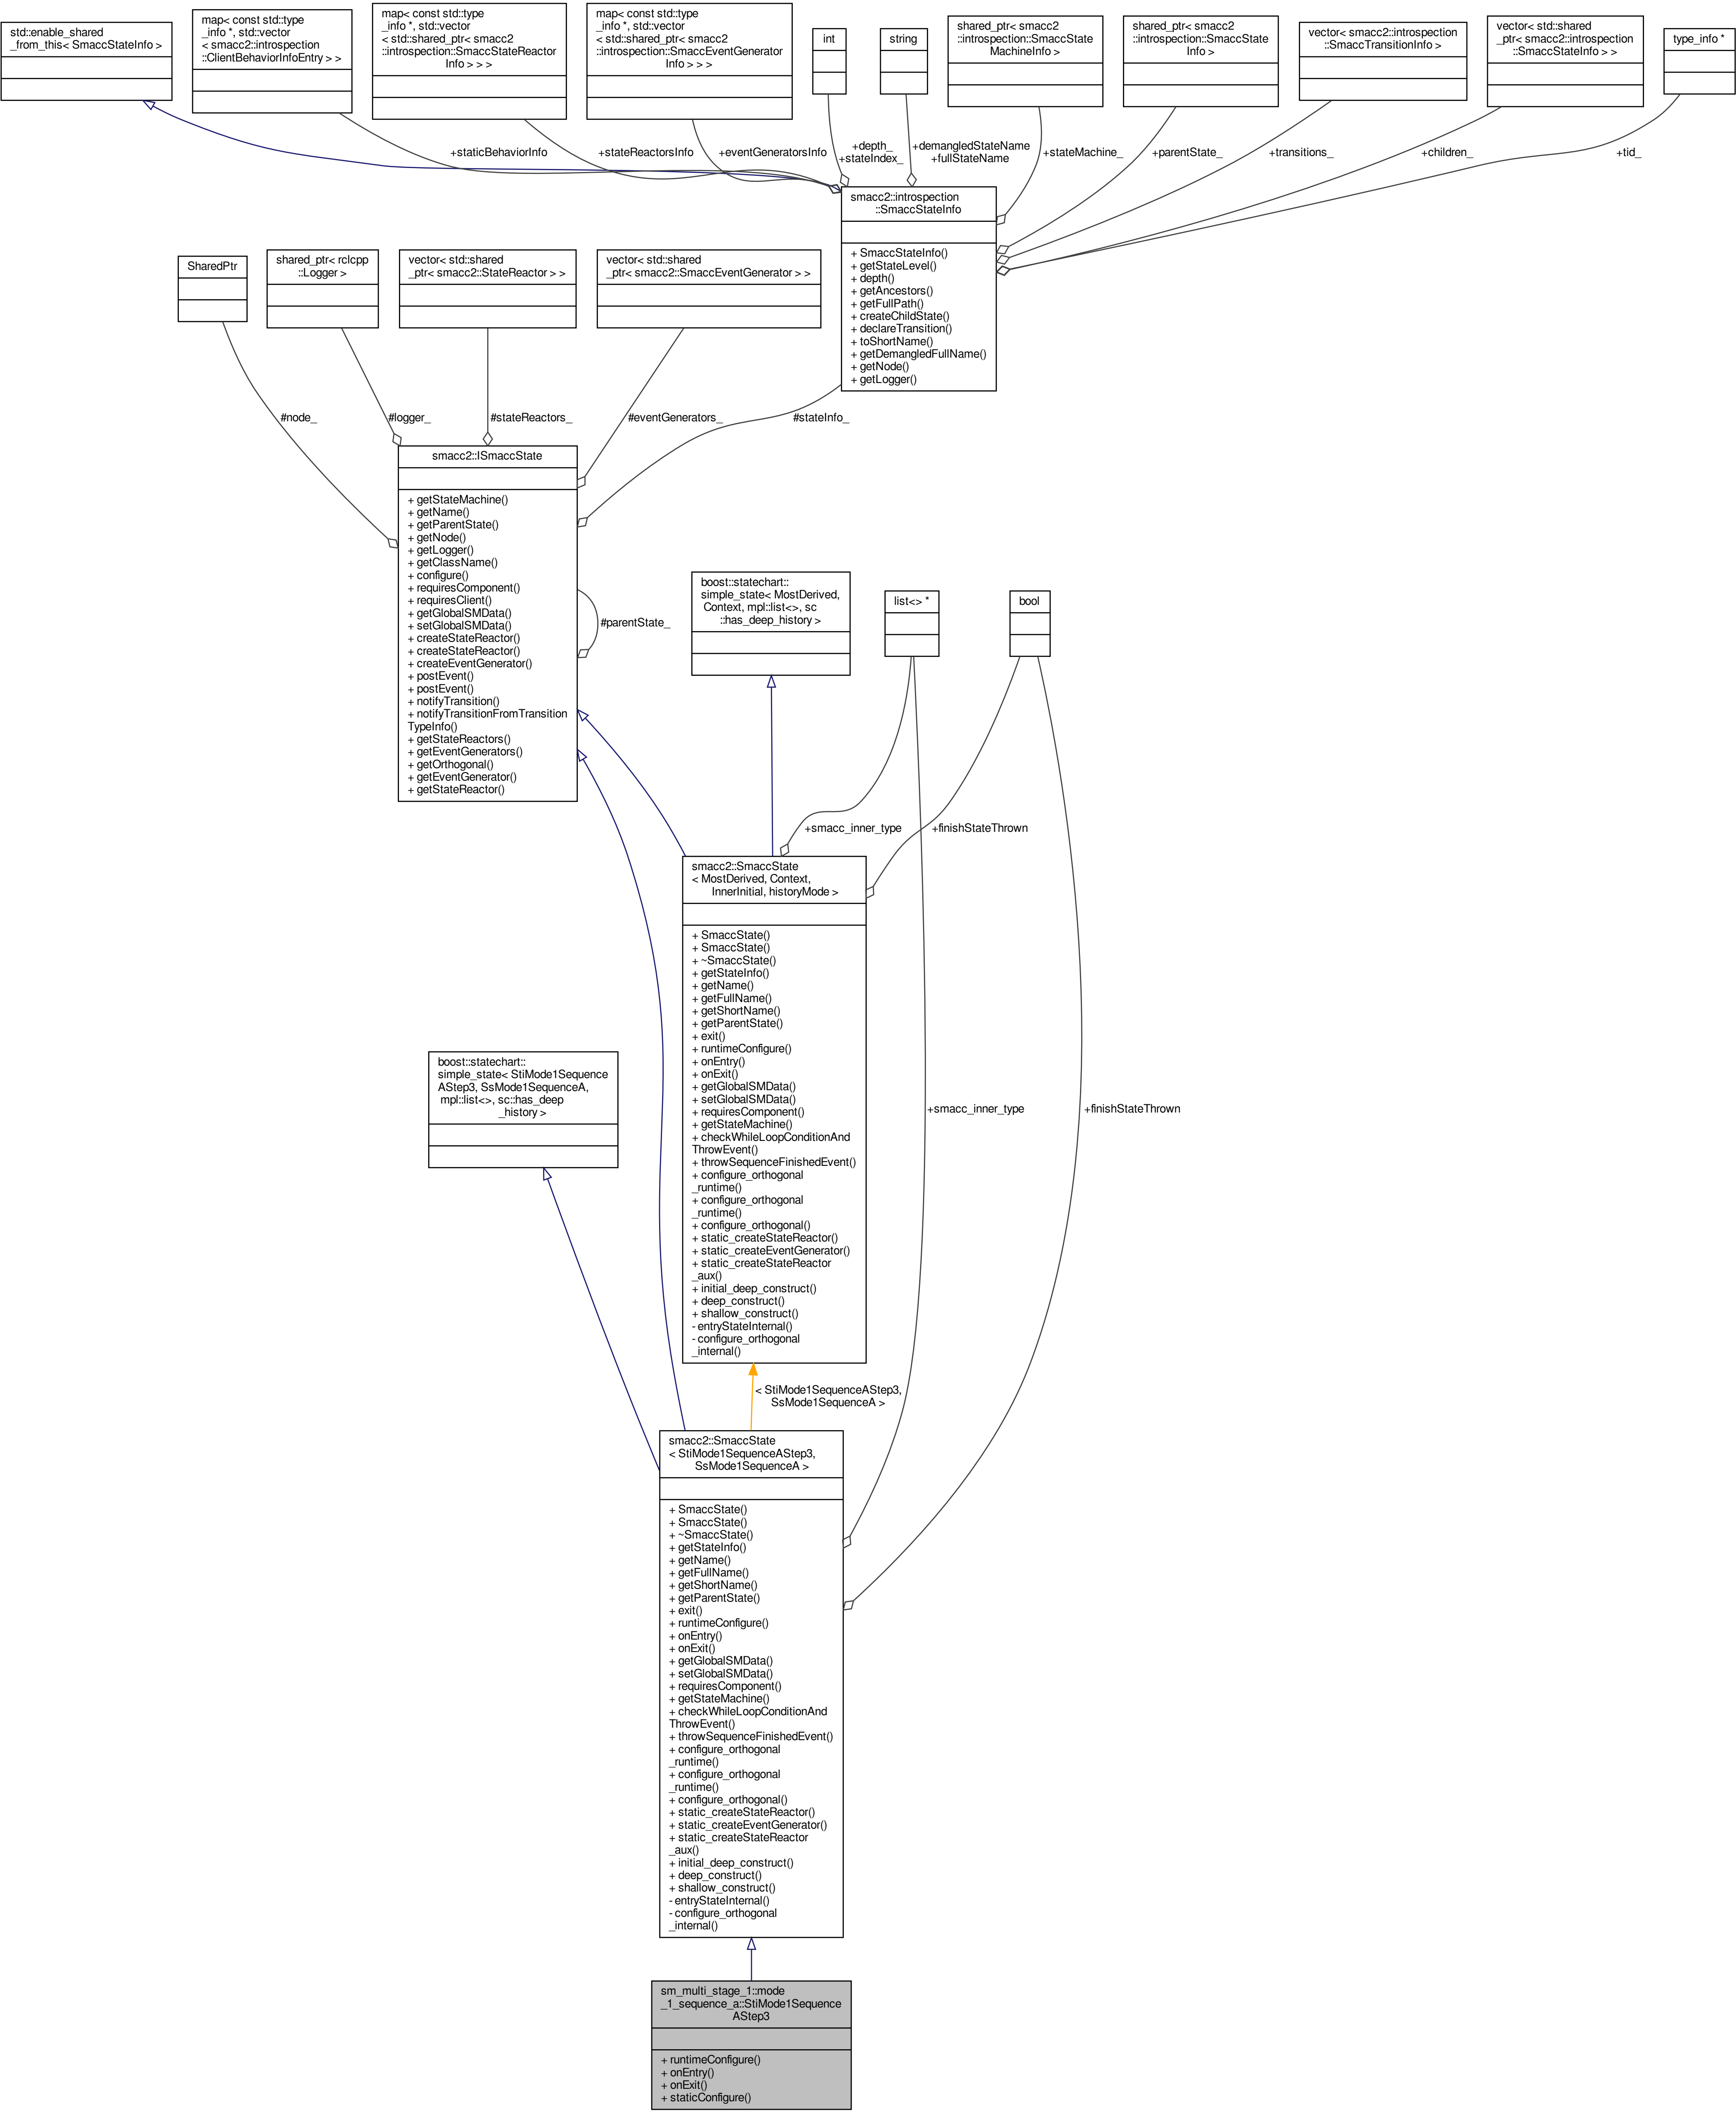 std::enable_shared
_from_this< SmaccStateInfo >
map< const std::type
_info *, std::vector
< smacc2::introspection
::ClientBehaviorInfoEntry > >
map< const std::type
_info *, std::vector
< std::shared_ptr< smacc2
::introspection::SmaccStateReactor
Info > > >
map< const std::type
_info *, std::vector
< std::shared_ptr< smacc2
::introspection::SmaccEventGenerator
Info > > >
int
string
shared_ptr< smacc2
::introspection::SmaccState
MachineInfo >
shared_ptr< smacc2
::introspection::SmaccState
Info >
vector< smacc2::introspection
::SmaccTransitionInfo >
vector< std::shared
_ptr< smacc2::introspection
::SmaccStateInfo > >
type_info *
+staticBehaviorInfo
+stateReactorsInfo
+eventGeneratorsInfo
+depth_
+stateIndex_
+demangledStateName
+fullStateName
+stateMachine_
+parentState_
+transitions_
+children_
+tid_
smacc2::introspection
::SmaccStateInfo
+ SmaccStateInfo()
+ getStateLevel()
+ depth()
+ getAncestors()
+ getFullPath()
+ createChildState()
+ declareTransition()
+ toShortName()
+ getDemangledFullName()
+ getNode()
+ getLogger()
SharedPtr
shared_ptr< rclcpp
::Logger >
vector< std::shared
_ptr< smacc2::StateReactor > >
vector< std::shared
_ptr< smacc2::SmaccEventGenerator > >
#node_
#logger_
#stateReactors_
#eventGenerators_
#stateInfo_
smacc2::ISmaccState
+ getStateMachine()
+ getName()
+ getParentState()
+ getNode()
+ getLogger()
+ getClassName()
+ configure()
+ requiresComponent()
+ requiresClient()
+ getGlobalSMData()
+ setGlobalSMData()
+ createStateReactor()
+ createStateReactor()
+ createEventGenerator()
+ postEvent()
+ postEvent()
+ notifyTransition()
+ notifyTransitionFromTransition
TypeInfo()
+ getStateReactors()
+ getEventGenerators()
+ getOrthogonal()
+ getEventGenerator()
+ getStateReactor()
#parentState_
boost::statechart::
simple_state< MostDerived,
Context, mpl::list<>, sc
::has_deep_history >
list<> *
bool
+smacc_inner_type
+finishStateThrown
smacc2::SmaccState
< MostDerived, Context,
InnerInitial, historyMode >
+ SmaccState()
+ SmaccState()
+ ~SmaccState()
+ getStateInfo()
+ getName()
+ getFullName()
+ getShortName()
+ getParentState()
+ exit()
+ runtimeConfigure()
+ onEntry()
+ onExit()
+ getGlobalSMData()
+ setGlobalSMData()
+ requiresComponent()
+ getStateMachine()
+ checkWhileLoopConditionAnd
ThrowEvent()
+ throwSequenceFinishedEvent()
+ configure_orthogonal
_runtime()
+ configure_orthogonal
_runtime()
+ configure_orthogonal()
+ static_createStateReactor()
+ static_createEventGenerator()
+ static_createStateReactor
_aux()
+ initial_deep_construct()
+ deep_construct()
+ shallow_construct()
- entryStateInternal()
- configure_orthogonal
_internal()
boost::statechart::
simple_state< StiMode1Sequence
AStep3, SsMode1SequenceA,
mpl::list<>, sc::has_deep
_history >
+smacc_inner_type
+finishStateThrown
< StiMode1SequenceAStep3,
SsMode1SequenceA >
smacc2::SmaccState
< StiMode1SequenceAStep3,
SsMode1SequenceA >
+ SmaccState()
+ SmaccState()
+ ~SmaccState()
+ getStateInfo()
+ getName()
+ getFullName()
+ getShortName()
+ getParentState()
+ exit()
+ runtimeConfigure()
+ onEntry()
+ onExit()
+ getGlobalSMData()
+ setGlobalSMData()
+ requiresComponent()
+ getStateMachine()
+ checkWhileLoopConditionAnd
ThrowEvent()
+ throwSequenceFinishedEvent()
+ configure_orthogonal
_runtime()
+ configure_orthogonal
_runtime()
+ configure_orthogonal()
+ static_createStateReactor()
+ static_createEventGenerator()
+ static_createStateReactor
_aux()
+ initial_deep_construct()
+ deep_construct()
+ shallow_construct()
- entryStateInternal()
- configure_orthogonal
_internal()
sm_multi_stage_1::mode
_1_sequence_a::StiMode1Sequence
AStep3
+ runtimeConfigure()
+ onEntry()
+ onExit()
+ staticConfigure()